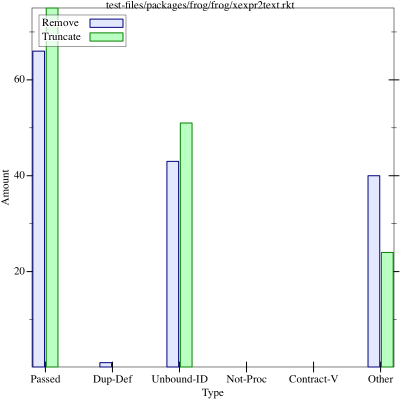 test-files/packages/frog/frog/xexpr2text.rkt
Remove
Truncate
60
40
20
Amount
Passed Dup-Def Unbound-ID Not-Proc Contract-V Other
Type